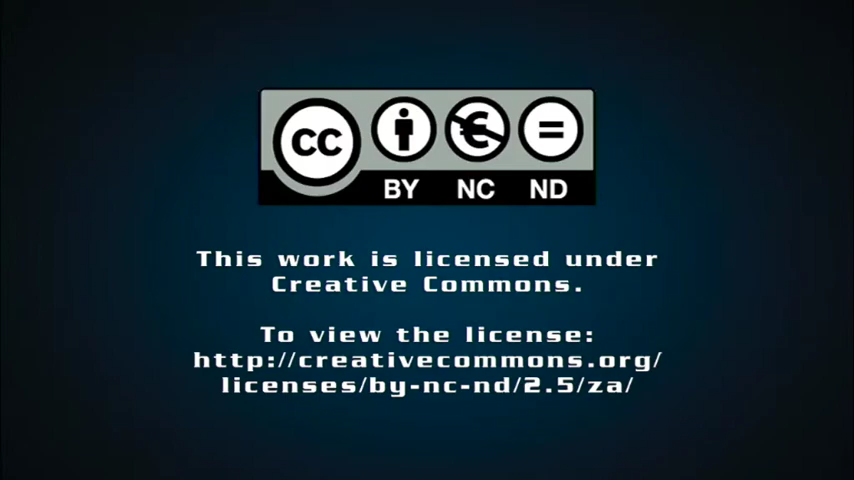 CC
BY NC ND
This work is licensed under
Creative Commons.
To view the license:
http://creativecommons.org/
licenses/by-nc-nd/2.5/za/